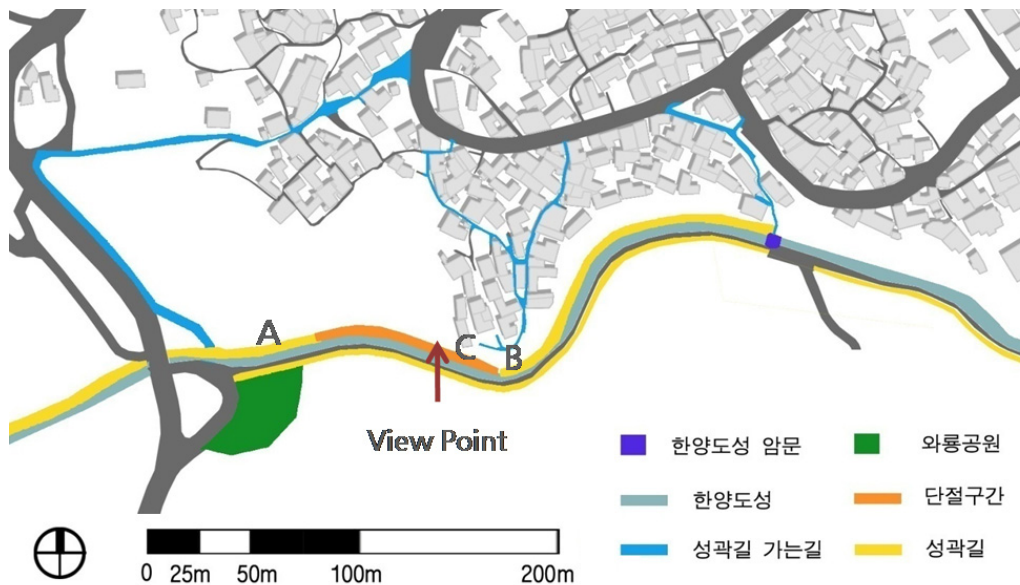 A
C
B
View Point
한양도성 암문
와룡공원
한양도성
단절구간
성곽길 가는길
성곽길
0 25m 50m 100m 200m